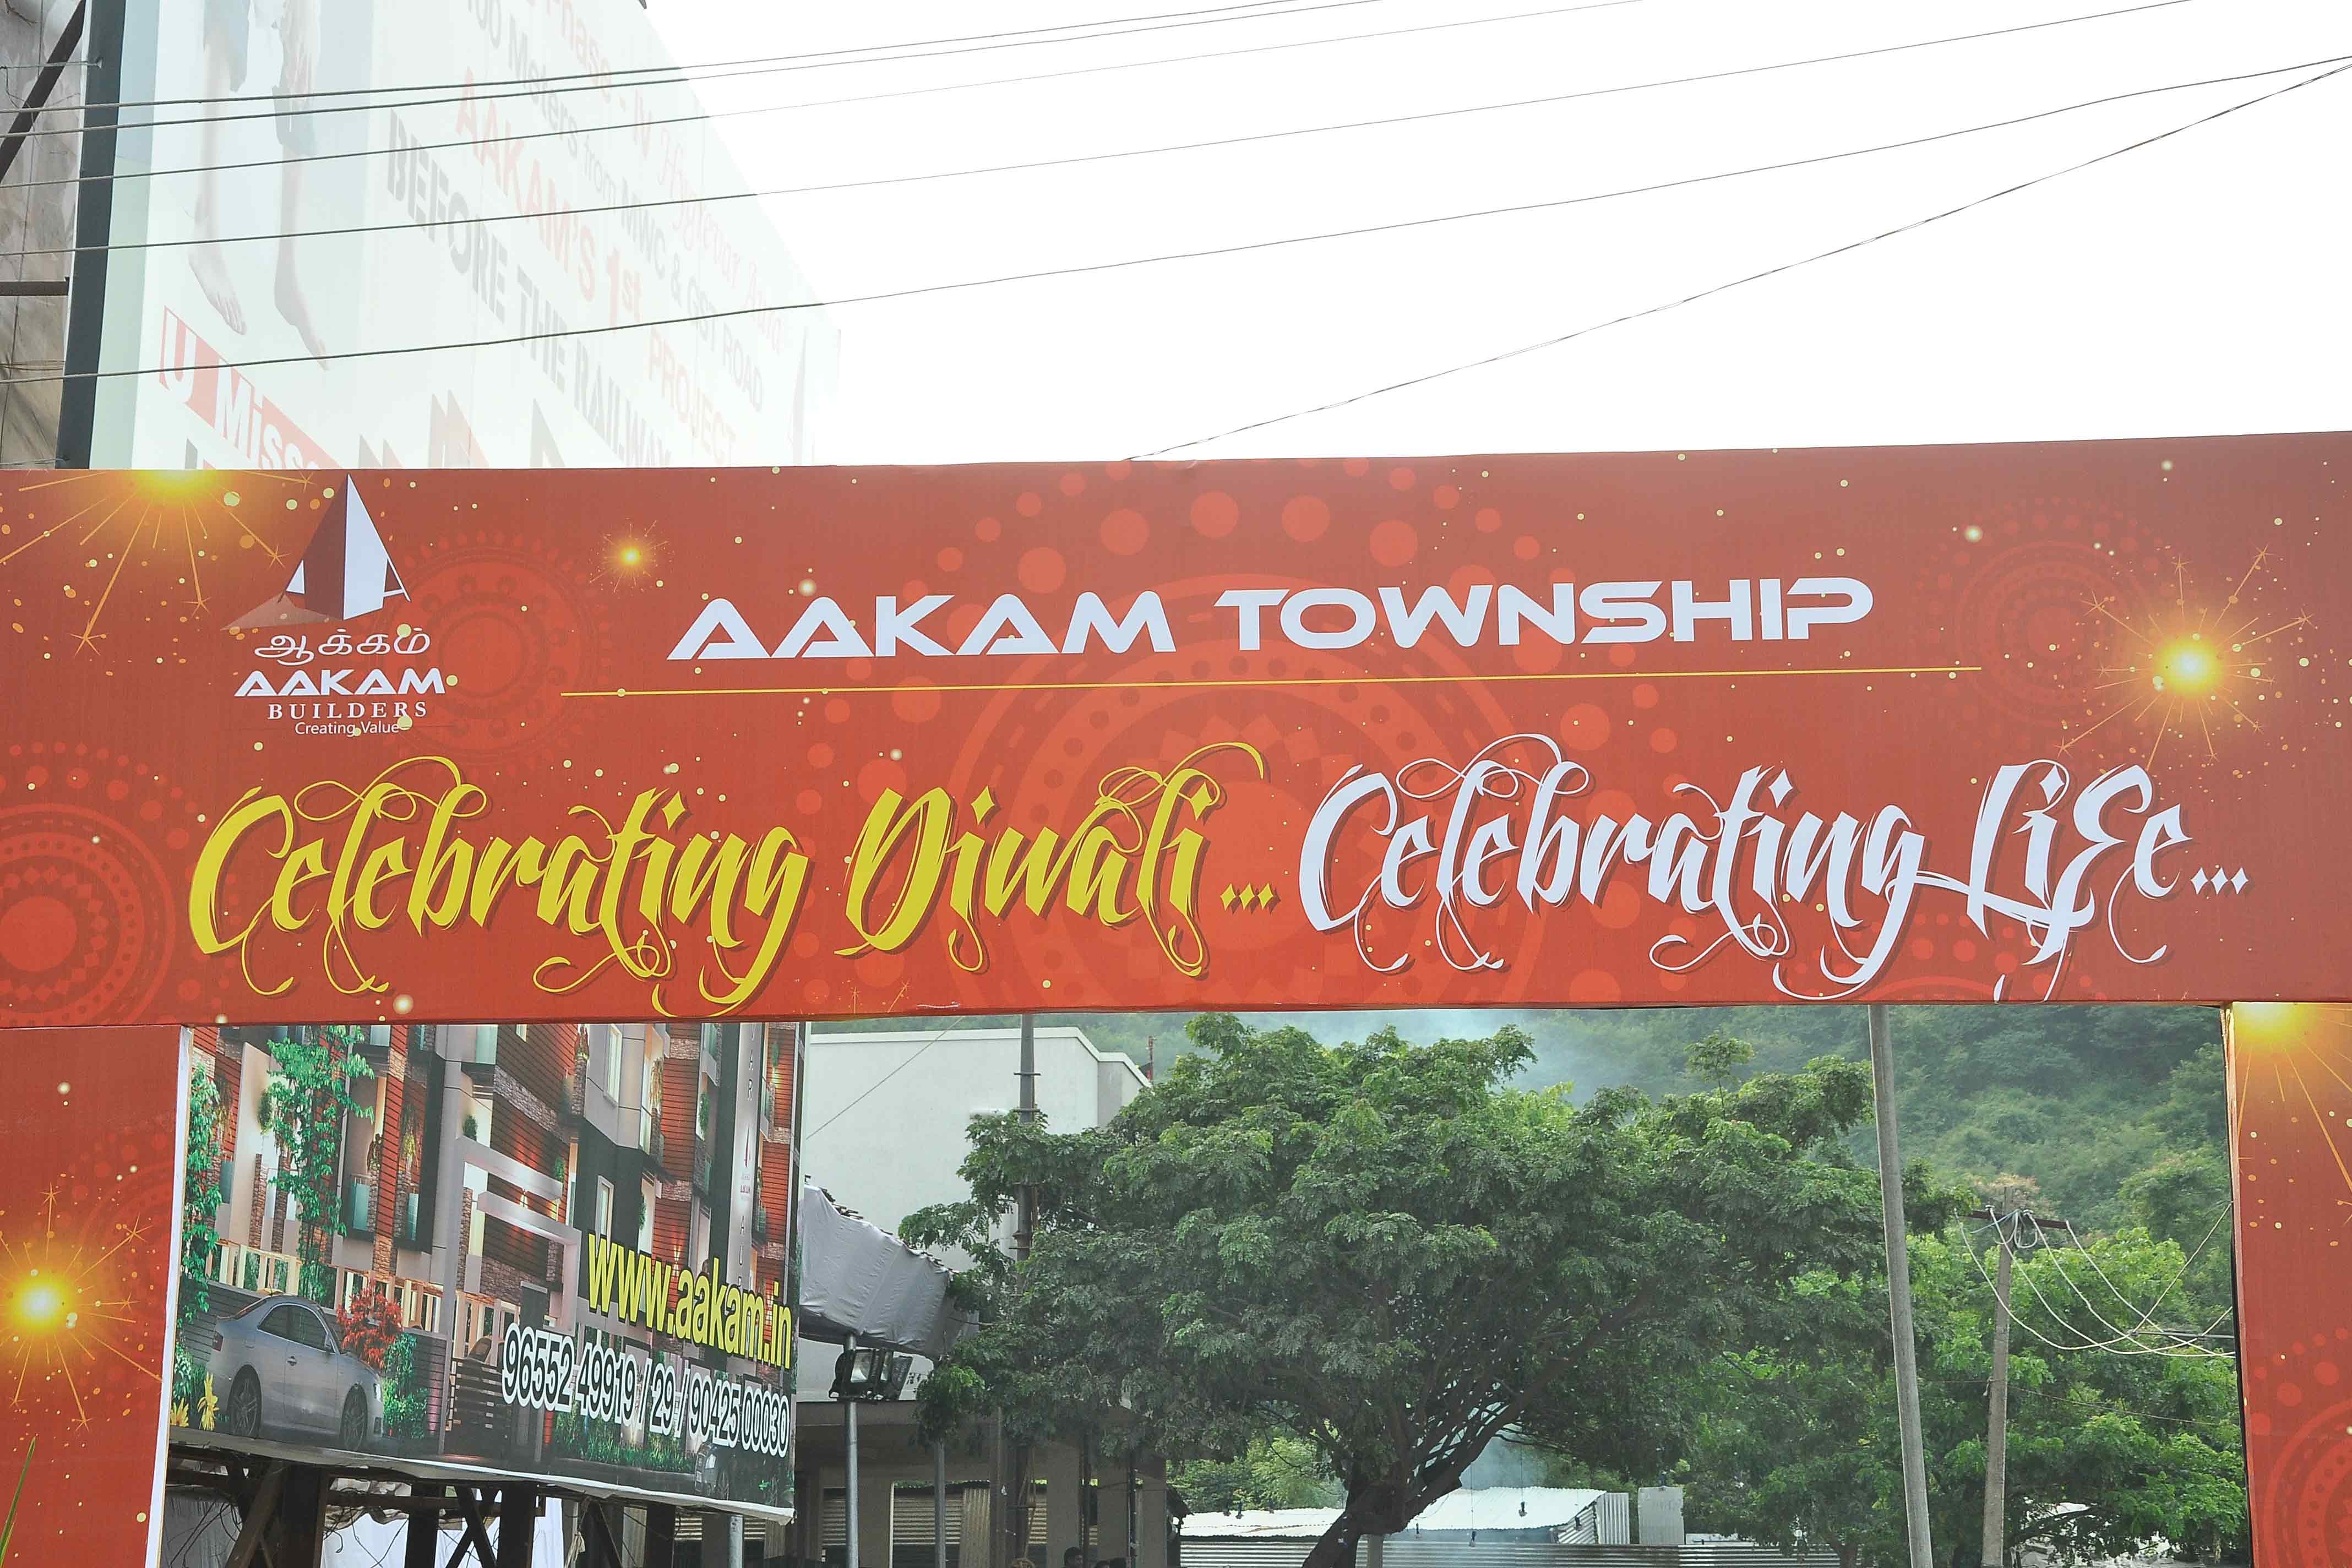 AAKAM'S 1st PROJECT
BEFORE THE RAILWAY
U Miss
ஆக்கம்
AAKAM
BUILDERS
Creating Value
AAKAM TOWNSHIP
Celebrating Diwali... Celebrating Life...
www.aakam.in
96552 49919 / 29 / 90425 00030